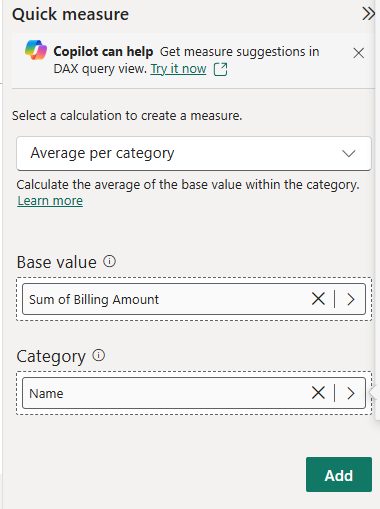 Quick measure
Copilot can help Get measure suggestions in
DAX query view. Try it now
Select a calculation to create a measure.
Average per category
Calculate the average of the base value within the category.
Learn more
Base value
Sum of Billing Amount
Category
Name
Add